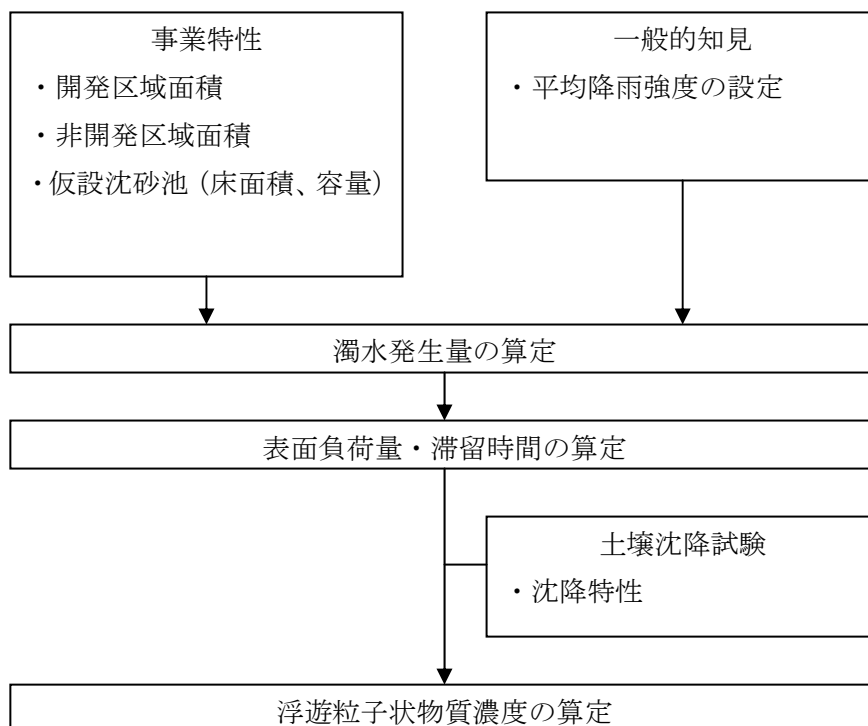 事業特性
・開発区域面積
・非開発区域面積
・仮設沈砂池（床面積、容量）
一般的知見
・平均降雨強度の設定
濁水発生量の算定
表面負荷量・滞留時間の算定
土壌沈降試験
・沈降特性
浮遊粒子状物質濃度の算定